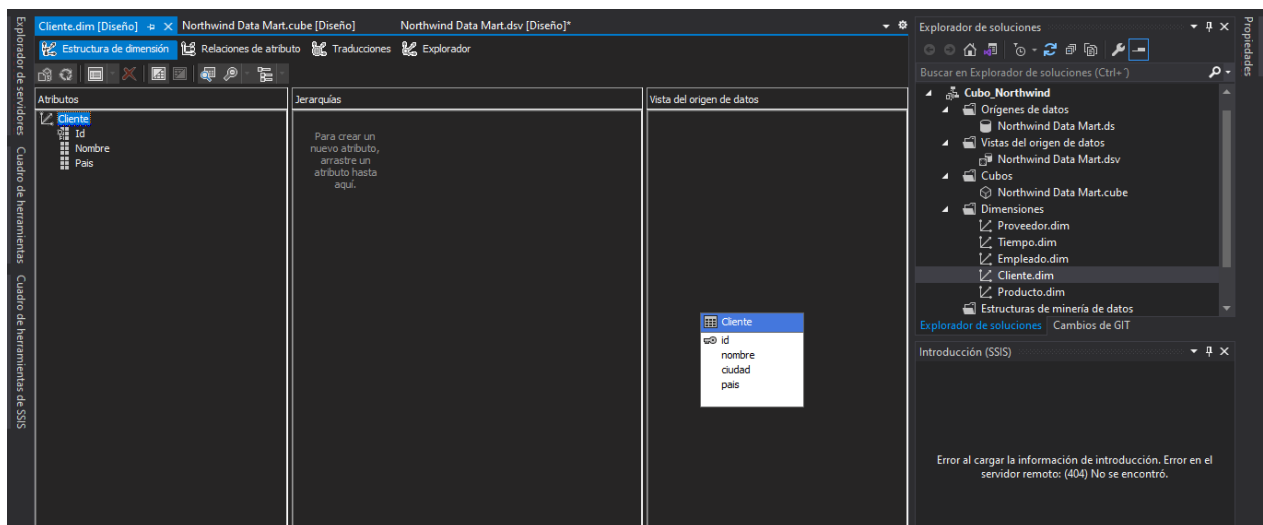 Explorador de servidores
Cuadro de herramientas
Cuadro de herramientas de SSIS
Cliente.dim [Diseño]
Northwind Data Mart.cube [Diseño]
Northwind Data Mart.dsv [Diseño]*
Estructura de dimensión
Relaciones de atributo
Traducciones
Explorador
Atributos
Cliente
Id
Nombre
Pais
Jerarquías
Para crear un
nuevo atributo,
arrastre un
atributo hasta
aquí.
Vista del origen de datos
Cliente
id
nombre
ciudad
pais
Explorador de soluciones
Buscar en Explorador de soluciones (Ctrl+¨)
Cubo_Northwind
Orígenes de datos
Northwind Data Mart.ds
Vistas del origen de datos
Northwind Data Mart.dsv
Cubos
Northwind Data Mart.cube
Dimensiones
Proveedor.dim
Tiempo.dim
Empleado.dim
Cliente.dim
Producto.dim
Estructuras de minería de datos
Explorador de soluciones
Cambios de GIT
Introducción (SSIS)
Error al cargar la información de introducción. Error en el
servidor remoto: (404) No se encontró.
Propiedades